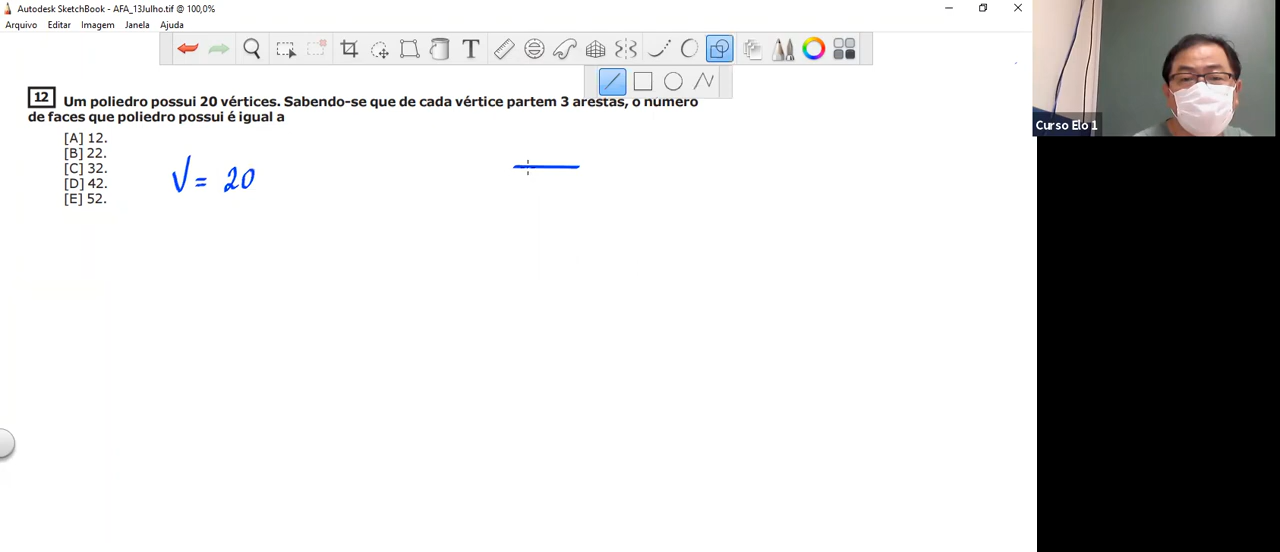 Autodesk SketchBook - AFA_13Julho.tif @ 100,0%
Arquivo Editar Imagem Janela Ajuda
T
12 Um poliedro possui 20 vértices. Sabendo-se que de cada vértice partem 3 arestas, o número
de faces que poliedro possui é igual a
[A] 12.
[B] 22.
[C] 32.
[D] 42.
[E] 52.
V = 20
Curso Elo 1